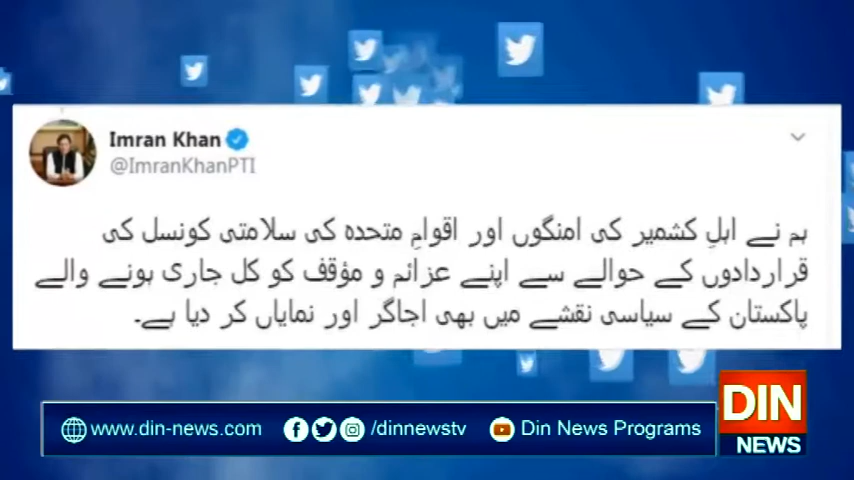 Imran Khan
@ImranKhanPTI
ہم نے اہلِ کشمیر کی امنگوں اور اقوامِ متحدہ کی سلامتی کونسل کی
قراردادوں کے حوالے سے اپنے عزائم و مؤقف کو کل جاری ہونے والے
پاکستان کے سیاسی نقشے میں بھی اجاگر اور نمایاں کر دیا ہے۔
www.din-news.com /dinnewstv Din News Programs
DIN
NEWS